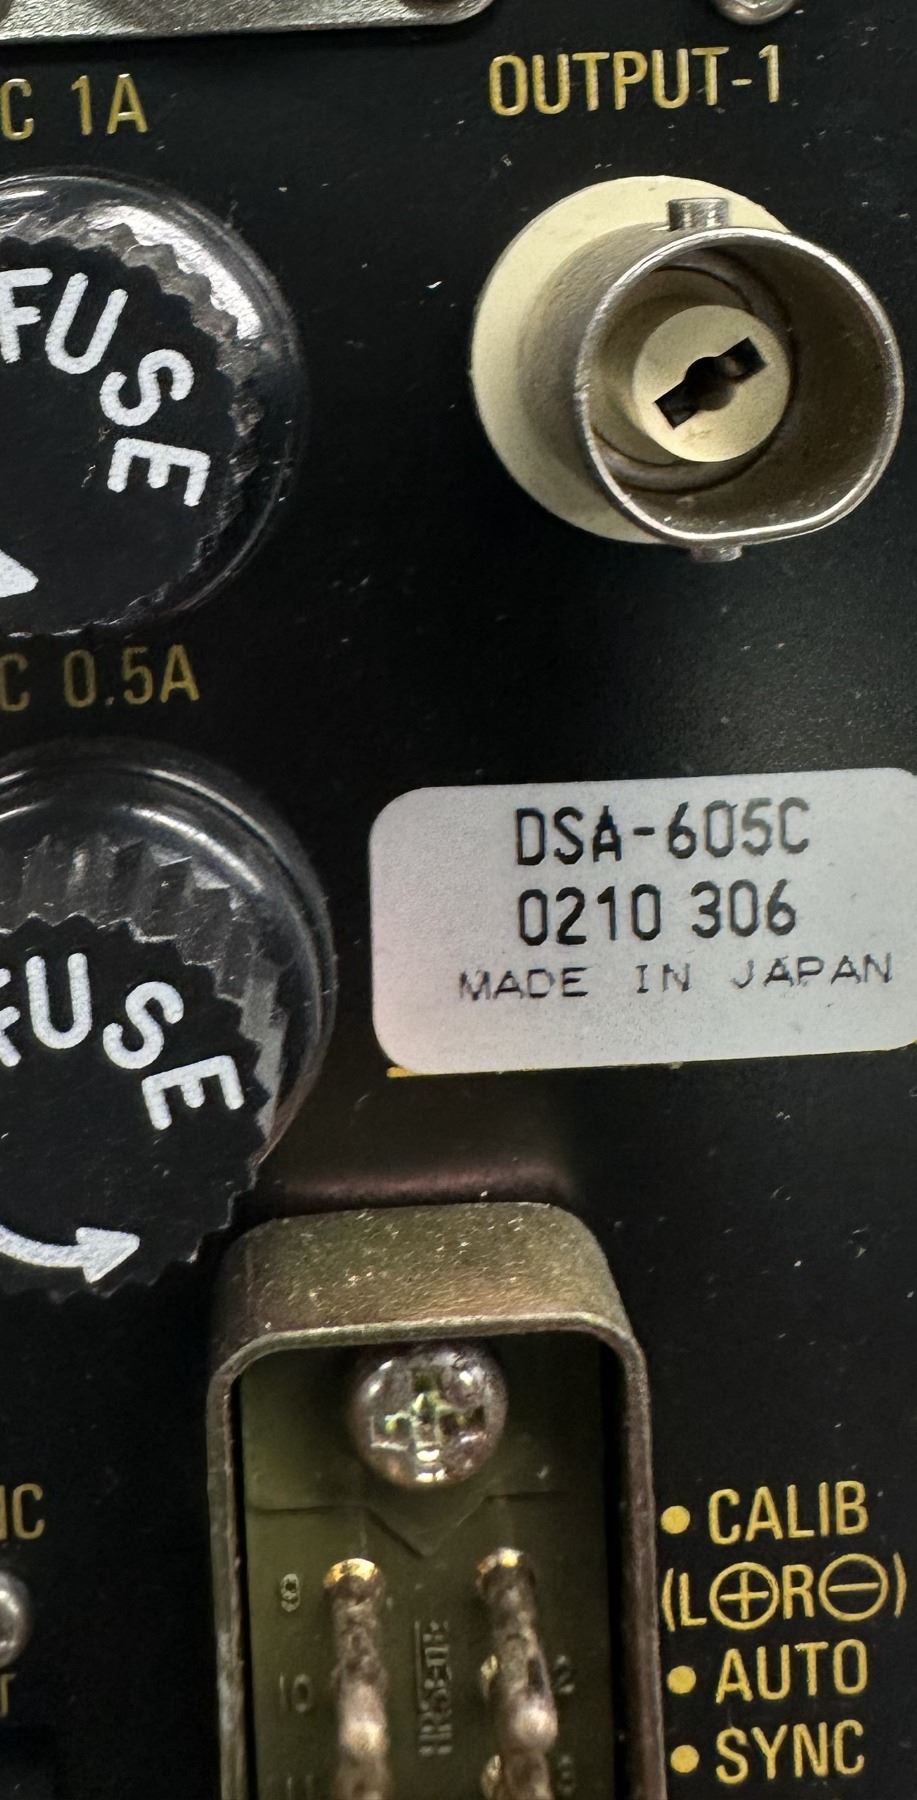 C 1A
OUTPUT-1
FUSE
C 0.5A
DSA-605C
0210 306
MADE IN JAPAN
FUSE
• CALIB
(L⊕R⊖)
• AUTO
• SYNC